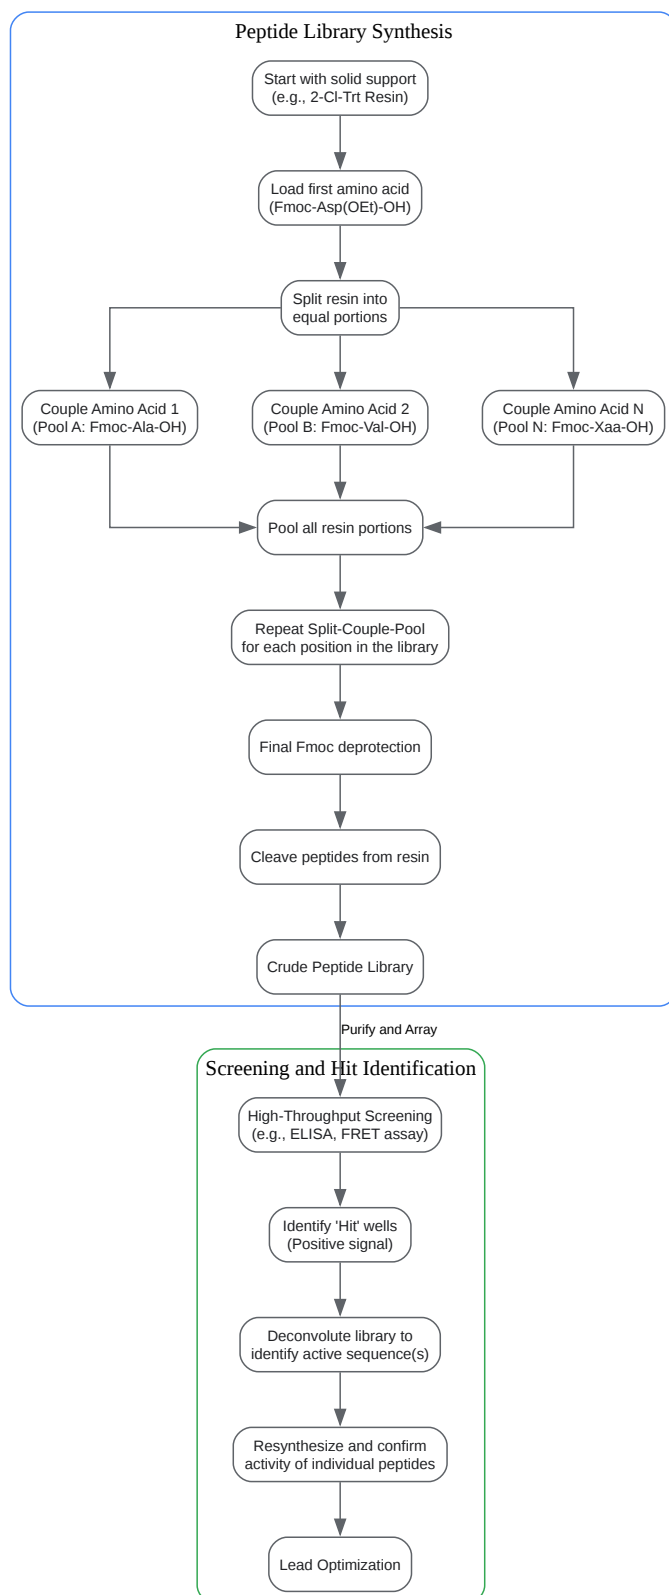 Peptide Library Synthesis
Start with solid support
(e.g., 2-Cl-Trt Resin)
Load first amino acid
(Fmoc-Asp(OEt)-OH)
Split resin into
equal portions
Couple Amino Acid 1
(Pool A: Fmoc-Ala-OH)
Couple Amino Acid 2
(Pool B: Fmoc-Val-OH)
Couple Amino Acid N
(Pool N: Fmoc-Xaa-OH)
Pool all resin portions
Repeat Split-Couple-Pool
for each position in the library
Final Fmoc deprotection
Cleave peptides from resin
Crude Peptide Library
Purify and Array
Screening and Hit Identification
High-Throughput Screening
(e.g., ELISA, FRET assay)
Identify 'Hit' wells
(Positive signal)
Deconvolute library to
identify active sequence(s)
Resynthesize and confirm
activity of individual peptides
Lead Optimization